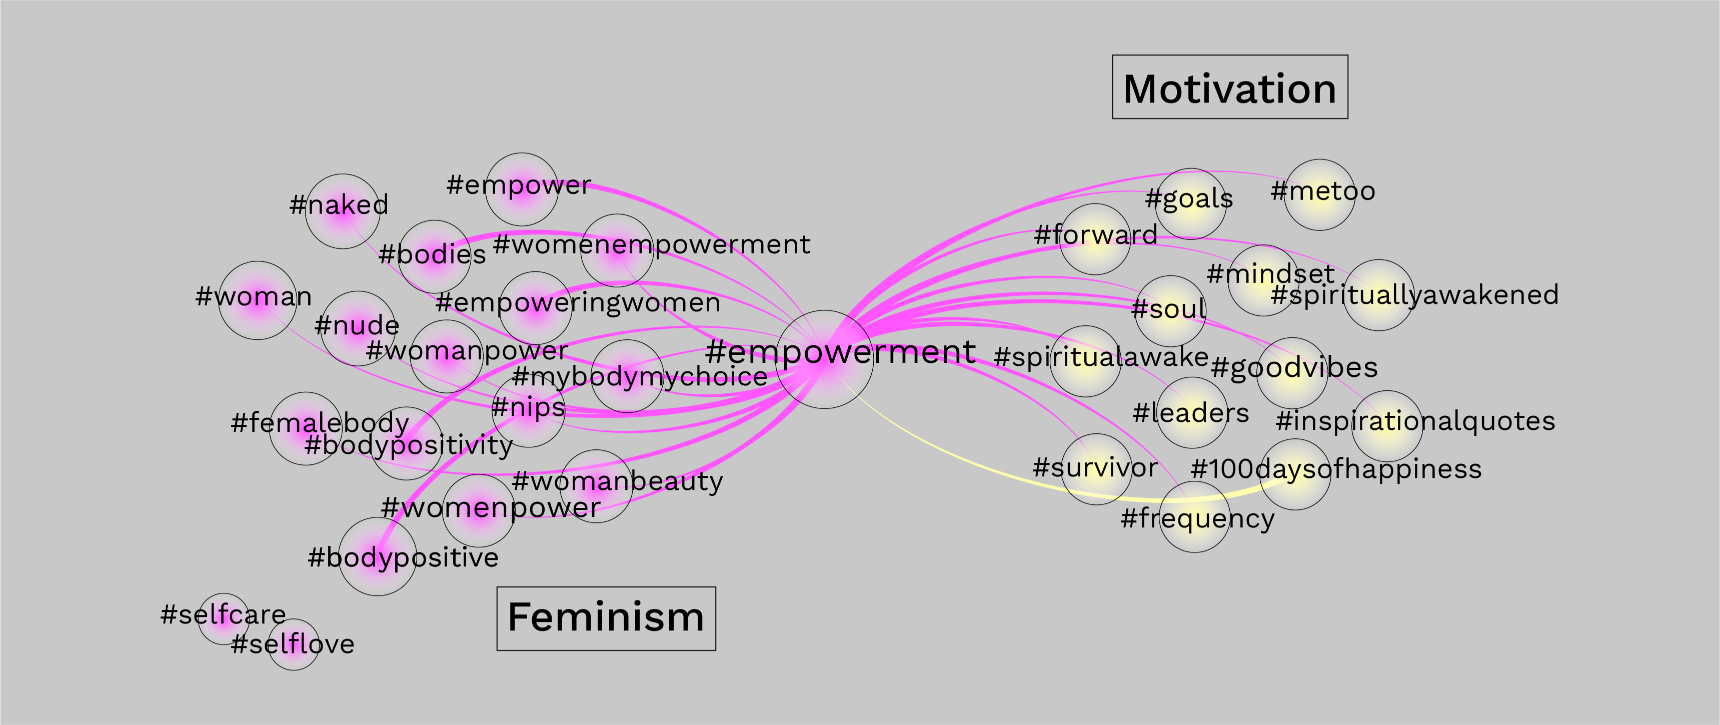 Motivation
#empower
#naked
#bodies
#womenempowerment
#woman
#empoweringwomen
#nude
#womanpower
#mybodymychoice
#nips
#femalebody
#bodypositivity
#womanbeauty
#womenpower
#bodypositive
#selfcare
#selflove
Feminism
#empowerment
#goals
#metoo
#forward
#mindset
#spirituallyawakened
#soul
#spiritualawake
#goodvibes
#leaders
#inspirationalquotes
#survivor
#100daysofhappiness
#frequency